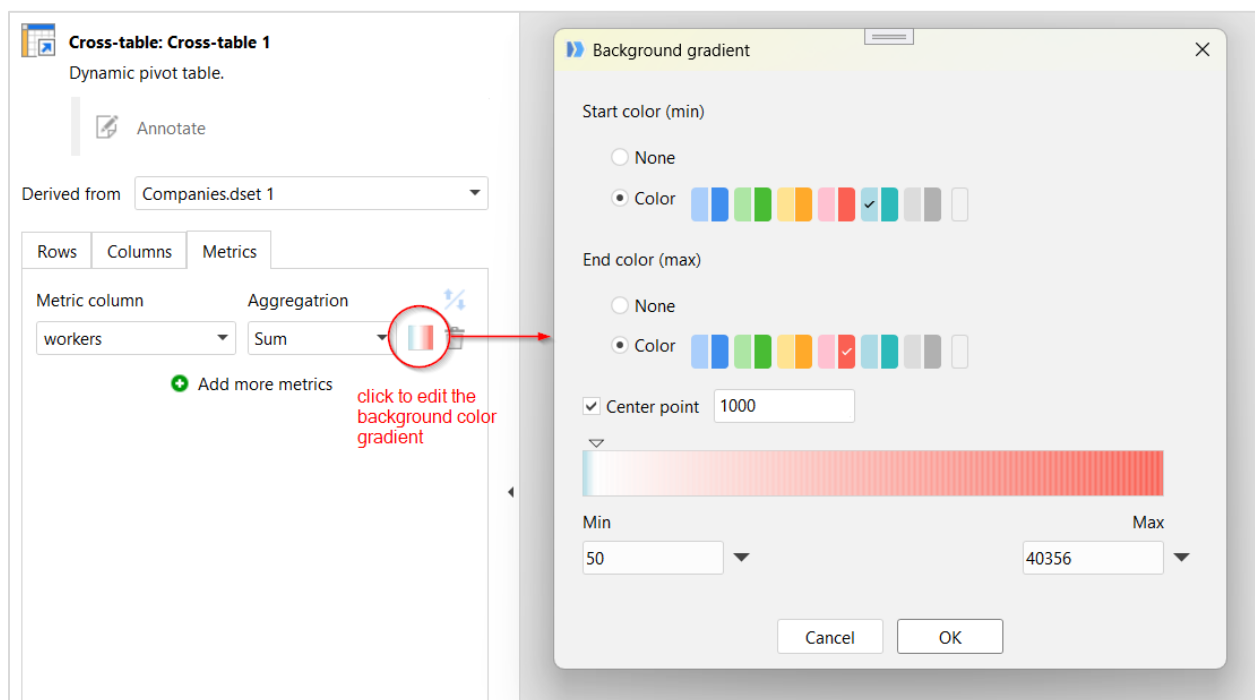 Cross-table: Cross-table 1
Dynamic pivot table.
Annotate
Derived from Companies.dset 1
Rows Columns Metrics
Metric column Aggregatrion
workers Sum
Add more metrics
click to edit the
background color
gradient
Background gradient
Start color (min)
None
Color
End color (max)
None
Color
Center point 1000
Min Max
50 40356
Cancel OK